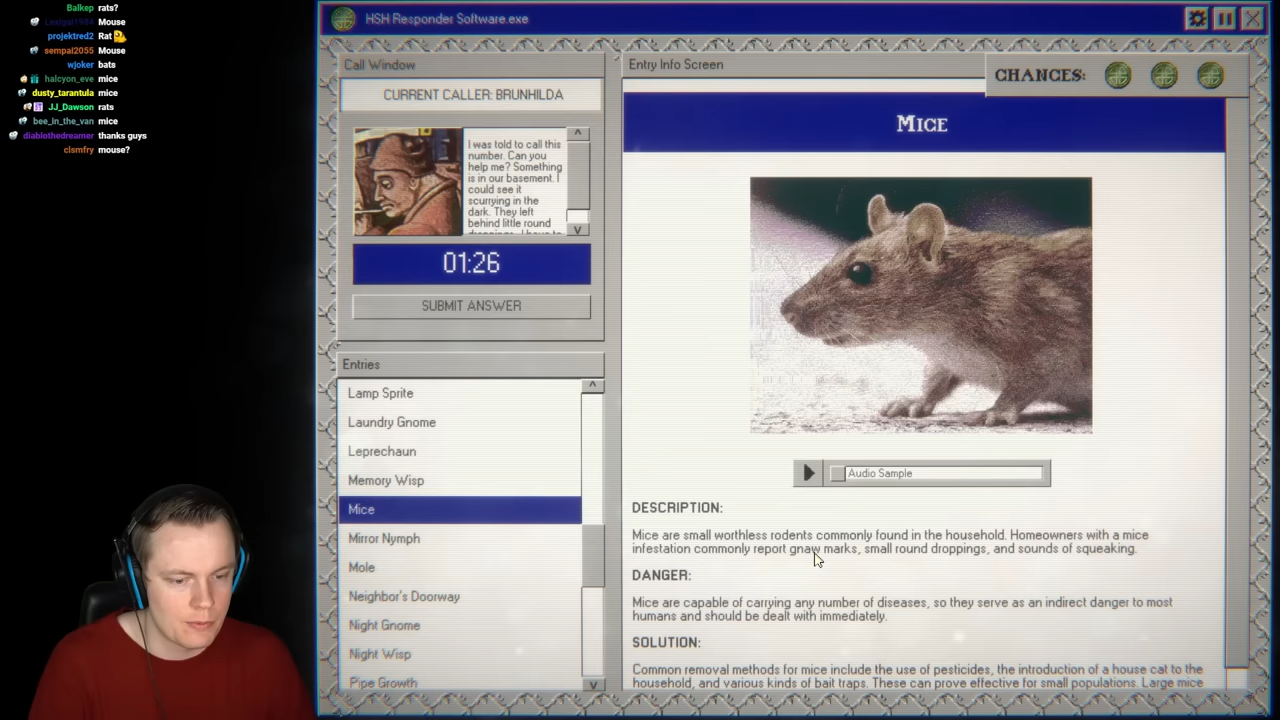 Balkep rats?
Lexigal1984 Mouse
projektred2 Rat
sempal2055 Mouse
wjoker bats
halcyon_eve mice
dusty_tarantula mice
JJ_Dawson rats
bee_in_the_van mice
diablothedreamer thanks guys
clsmfry mouse?
HSH Responder Software.exe
Call Window
CURRENT CALLER: BRUNHILDA
I was told to call this
number. Can you
help me? Something
is in our basement. I
could see it
scurrying in the
dark. They left
behind little round
01:26
SUBMIT ANSWER
Entries
Lamp Sprite
Laundry Gnome
Leprechaun
Memory Wisp
Mice
Mirror Nymph
Mole
Neighbor's Doorway
Night Gnome
Night Wisp
Pipe Growth
Entry Info Screen
CHANCES:
MICE
Audio Sample
DESCRIPTION:
Mice are small worthless rodents commonly found in the household. Homeowners with a mice
infestation commonly report gnaw marks, small round droppings, and sounds of squeaking.
DANGER:
Mice are capable of carrying any number of diseases, so they serve as an indirect danger to most
humans and should be dealt with immediately.
SOLUTION:
Common removal methods for mice include the use of pesticides, the introduction of a house cat to the
household, and various kinds of bait traps. These can prove effective for small populations. Large mice